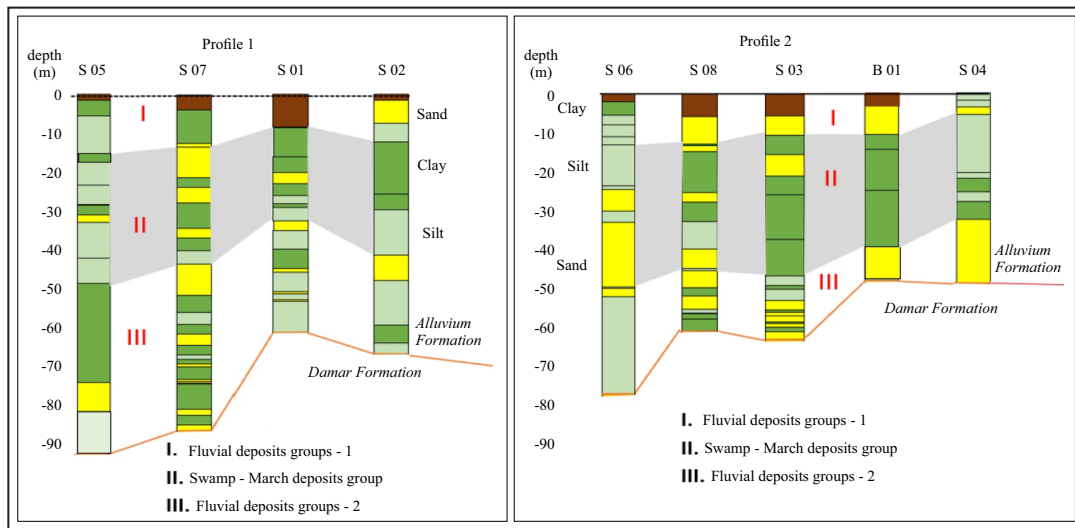 Profile 1
depth
(m)
S 05
S 07
S 01
S 02
0
-10
-20
-30
-40
-50
-60
-70
-80
-90
I
II
III
Sand
Clay
Silt
Alluvium
Formation
Damar Formation
I. Fluvial deposits groups - 1
II. Swamp - March deposits group
III. Fluvial deposits groups - 2
Profile 2
depth
(m)
S 06
S 08
S 03
B 01
S 04
0
-10
-20
-30
-40
-50
-60
-70
-80
-90
Clay
Silt
Sand
I
II
III
Alluvium
Formation
Damar Formation
I. Fluvial deposits groups - 1
II. Swamp - March deposits group
III. Fluvial deposits groups - 2